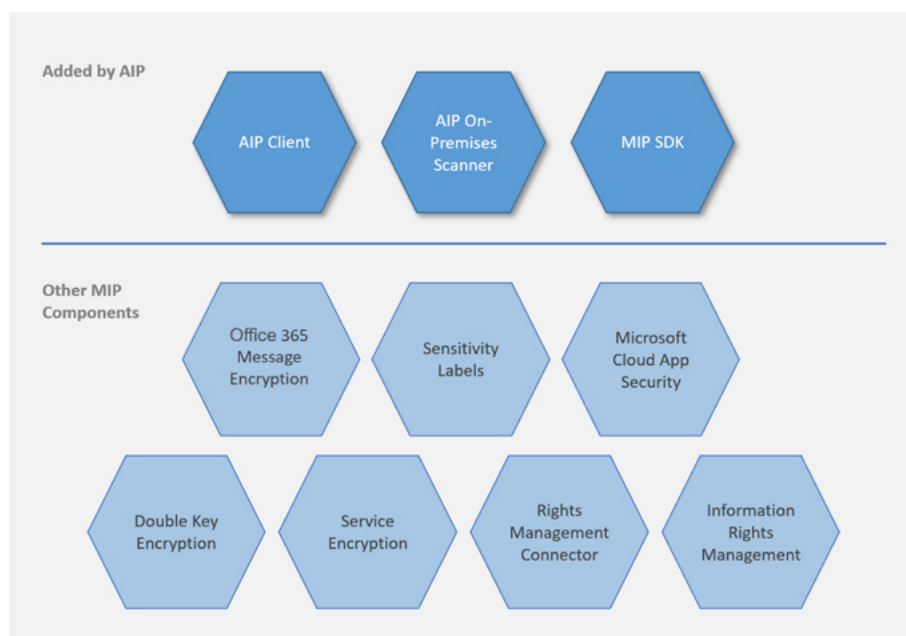 Added by AIP
AIP Client
AIP On-
Premises
Scanner
MIP SDK
Other MIP
Components
Office 365
Message
Encryption
Sensitivity
Labels
Microsoft
Cloud App
Security
Double Key
Encryption
Service
Encryption
Rights
Management
Connector
Information
Rights
Management